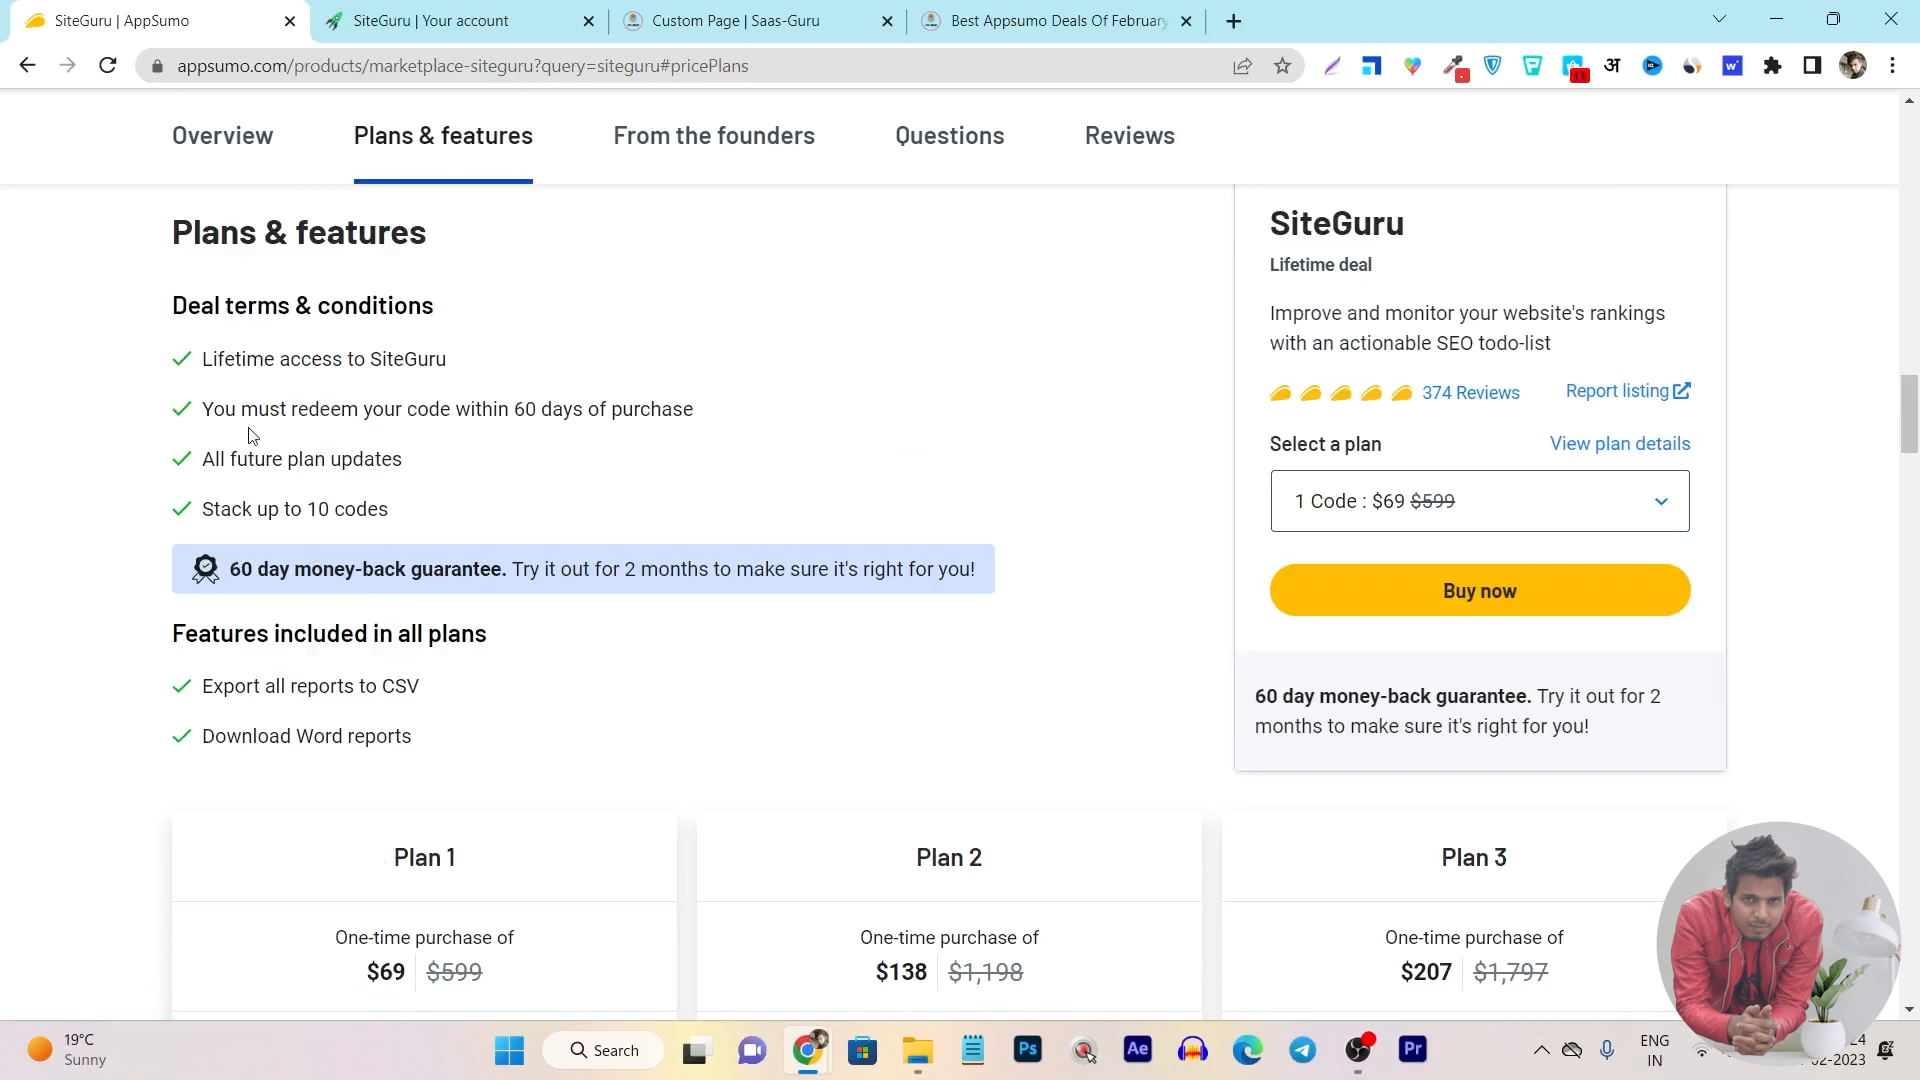 SiteGuru | AppSumo
SiteGuru | Your account
Custom Page | Saas-Guru
Best Appsumo Deals Of February
appsumo.com/products/marketplace-siteguru?query=siteguru#pricePlans
अ
Overview
Plans & features
From the founders
Questions
Reviews
Plans & features
Deal terms & conditions
Lifetime access to SiteGuru
You must redeem your code within 60 days of purchase
All future plan updates
Stack up to 10 codes
60 day money-back guarantee. Try it out for 2 months to make sure it's right for you!
Features included in all plans
Export all reports to CSV
Download Word reports
SiteGuru
Lifetime deal
Improve and monitor your website's rankings
with an actionable SEO todo-list
374 Reviews
Report listing
Select a plan
View plan details
1 Code : $69 $599
Buy now
60 day money-back guarantee. Try it out for 2
months to make sure it's right for you!
Plan 1
One-time purchase of
$69 $599
Plan 2
One-time purchase of
$138 $1,198
Plan 3
One-time purchase of
$207 $1,797
19°C
Sunny
Search
Ps
Ae
Pr
ENG
IN
02-2023